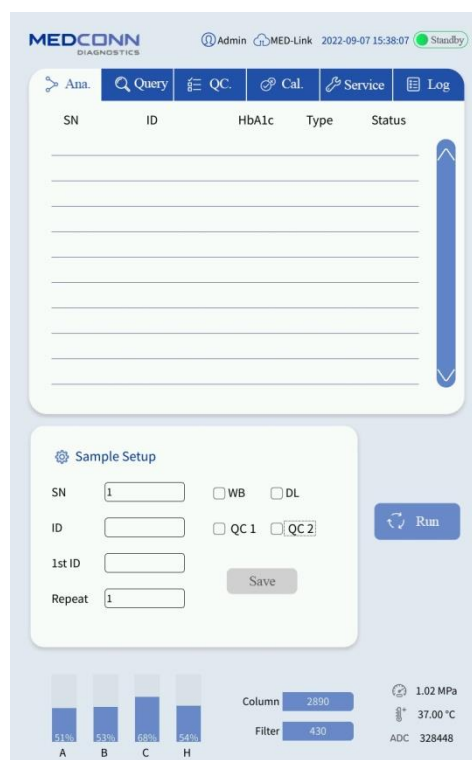 MEDCONN
DIAGNOSTICS
Admin MED-Link 2022-09-07 15:38:07 Standby
Ana. Query QC. Cal. Service Log
SN ID HbA1c Type Status
Sample Setup
SN 1 WB DL
ID QC 1 QC 2
Run
1st ID
Save
Repeat 1
51% 53% 68% 54%
A B C H
Column 2890
Filter 430
1.02 MPa
37.00 °C
ADC 328448